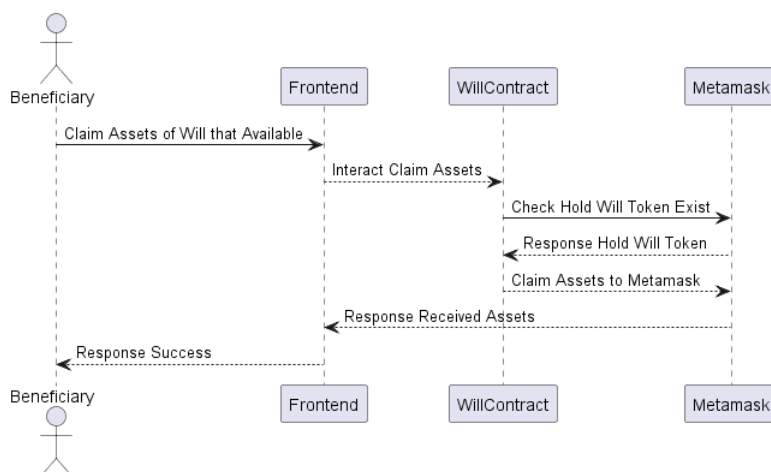 Beneficiary
Frontend
WillContract
Metamask
Claim Assets of Will that Available
Interact Claim Assets
Check Hold Will Token Exist
Response Hold Will Token
Claim Assets to Metamask
Response Received Assets
Response Success
Beneficiary
Frontend
WillContract
Metamask